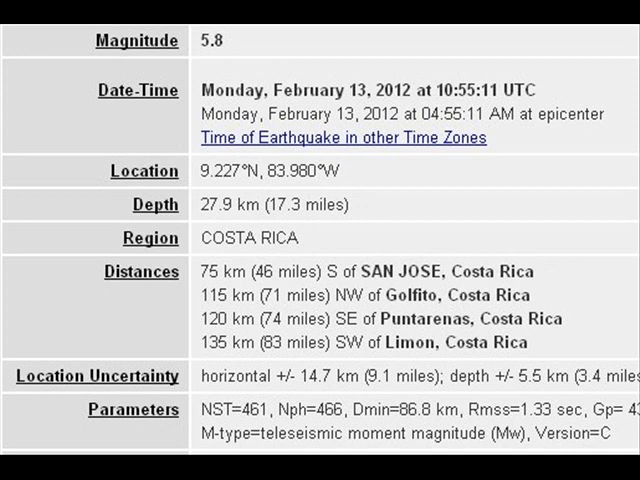 Magnitude 5.8
Date-Time Monday, February 13, 2012 at 10:55:11 UTC
Monday, February 13, 2012 at 04:55:11 AM at epicenter
Time of Earthquake in other Time Zones
Location 9.227°N, 83.980°W
Depth 27.9 km (17.3 miles)
Region COSTA RICA
Distances 75 km (46 miles) S of SAN JOSE, Costa Rica
115 km (71 miles) NW of Golfito, Costa Rica
120 km (74 miles) SE of Puntarenas, Costa Rica
135 km (83 miles) SW of Limon, Costa Rica
Location Uncertainty horizontal +/- 14.7 km (9.1 miles); depth +/- 5.5 km (3.4 miles
Parameters NST=461, Nph=466, Dmin=86.8 km, Rmss=1.33 sec, Gp= 43
M-type=teleseismic moment magnitude (Mw), Version=C